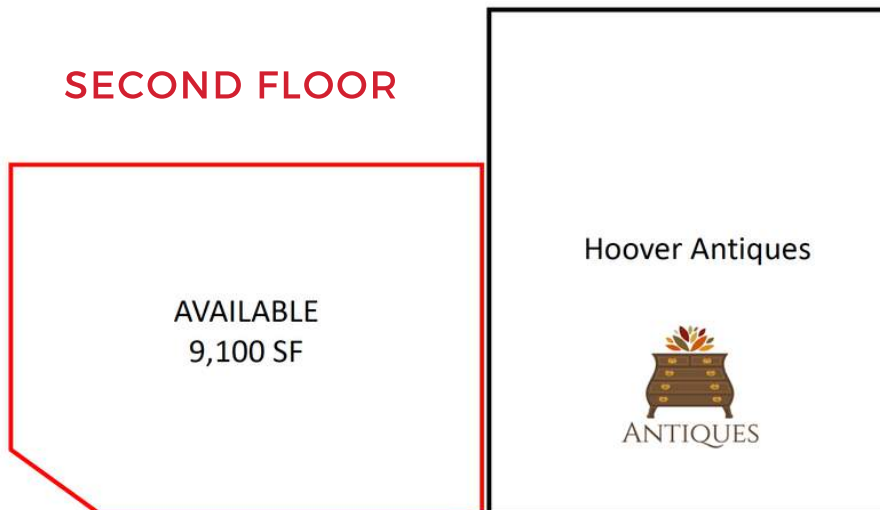 SECOND FLOOR
AVAILABLE
9,100 SF
Hoover Antiques
ANTIQUES